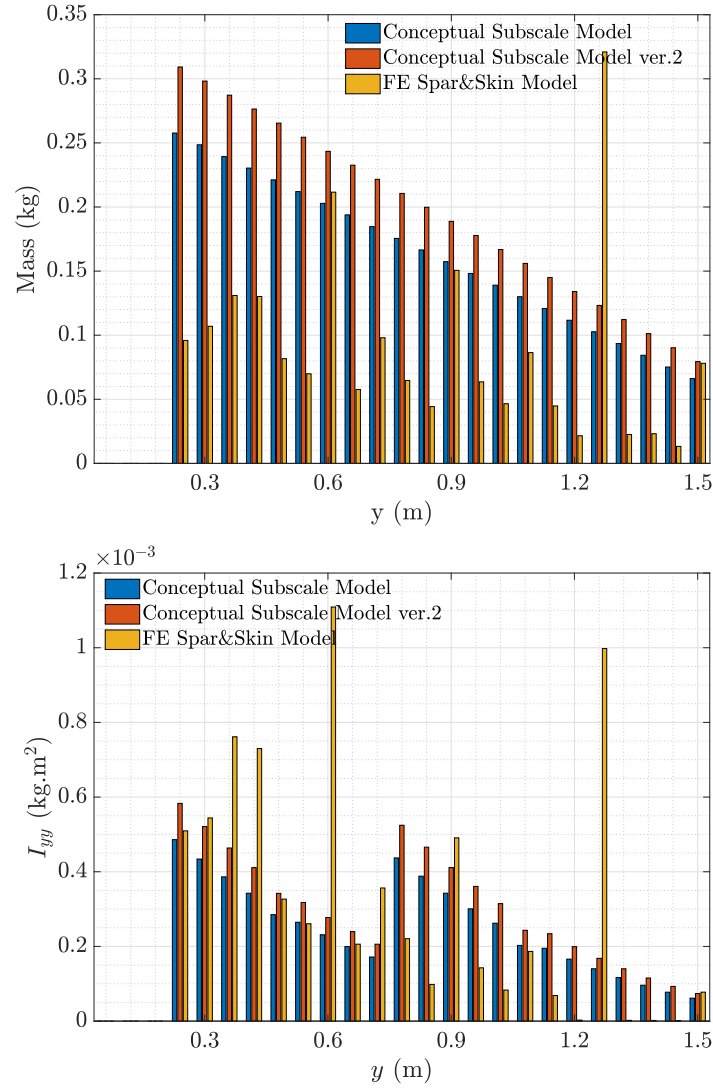 0.35
Conceptual Subscale Model
Conceptual Subscale Model ver.2
FE Spar&Skin Model
0.3
0.25
0.2
0.15
0.1
0.05
0
Mass (kg)
0.3 0.6 0.9 1.2 1.5
y (m)
×10⁻³
1.2
Conceptual Subscale Model
Conceptual Subscale Model ver.2
FE Spar&Skin Model
1
0.8
0.6
0.4
0.2
0
I_yy (kg.m²)
0.3 0.6 0.9 1.2 1.5
y (m)